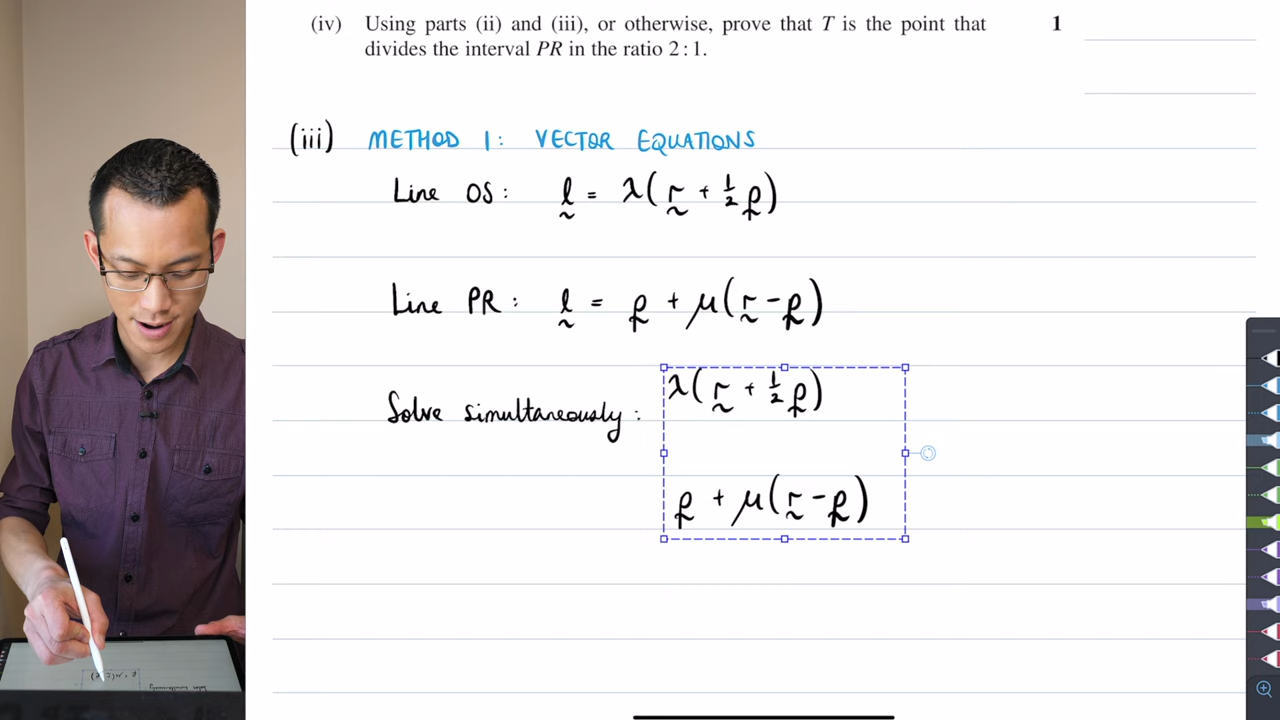 (iv) Using parts (ii) and (iii), or otherwise, prove that T is the point that 1
divides the interval PR in the ratio 2 : 1.
(iii) METHOD 1: VECTOR EQUATIONS
Line OS: l̰ = λ(r̰ + ½p̰)
Line PR: l̰ = p̰ + μ(r̰ − p̰)
Solve simultaneously: λ(r̰ + ½p̰)
p̰ + μ(r̰ − p̰)